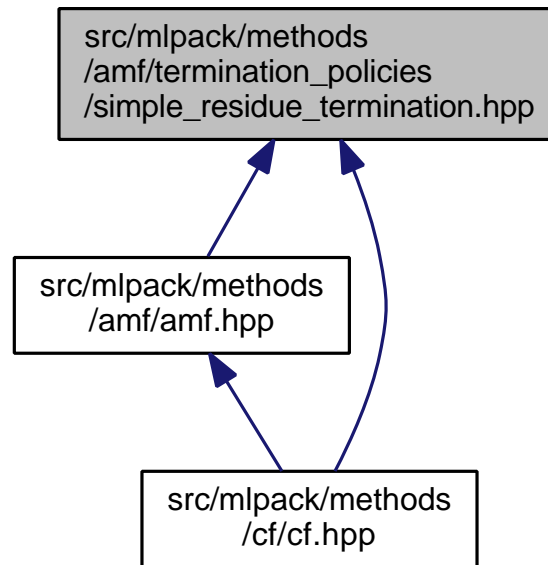 src/mlpack/methods
/amf/termination_policies
/simple_residue_termination.hpp
src/mlpack/methods
/amf/amf.hpp
src/mlpack/methods
/cf/cf.hpp